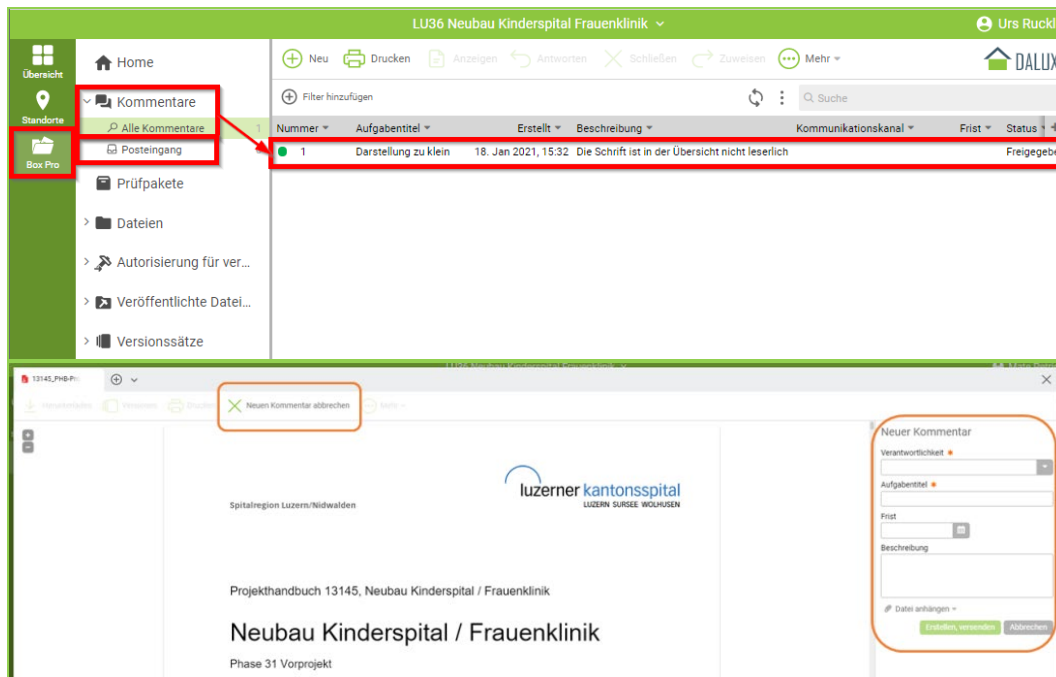 LU36 Neubau Kinderspital Frauenklinik
Urs Ruckl
Übersicht
Standorte
Box Pro
Home
Kommentare
Alle Kommentare 1
Posteingang
Prüfpakete
Dateien
Autorisierung für ver...
Veröffentlichte Datei...
Versionssätze
Neu Drucken Anzeigen Antworten Schließen Zuweisen Mehr
DALUX
Filter hinzufügen
Suche
Nummer Aufgabentitel Erstellt Beschreibung Kommunikationskanal Frist Status
1 Darstellung zu klein 18. Jan 2021, 15:32 Die Schrift ist in der Übersicht nicht leserlich Freigegebe
13145_PHB-Pr
Neuen Kommentar abbrechen
Mehr
Spitalregion Luzern/Nidwalden
luzerner kantonsspital
LUZERN SURSEE WOLHUSEN
Projekthandbuch 13145, Neubau Kinderspital / Frauenklinik
Neubau Kinderspital / Frauenklinik
Phase 31 Vorprojekt
Neuer Kommentar
Verantwortlichkeit *
Aufgabentitel *
Frist
Beschreibung
Datei anhängen
Erstellen, versenden Abbrechen